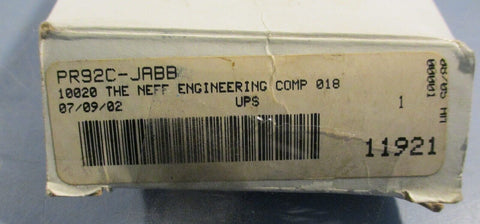 PR92C-JABB
10020 THE NEFF ENGINEERING COMP 018
07/09/02 UPS 1
11921